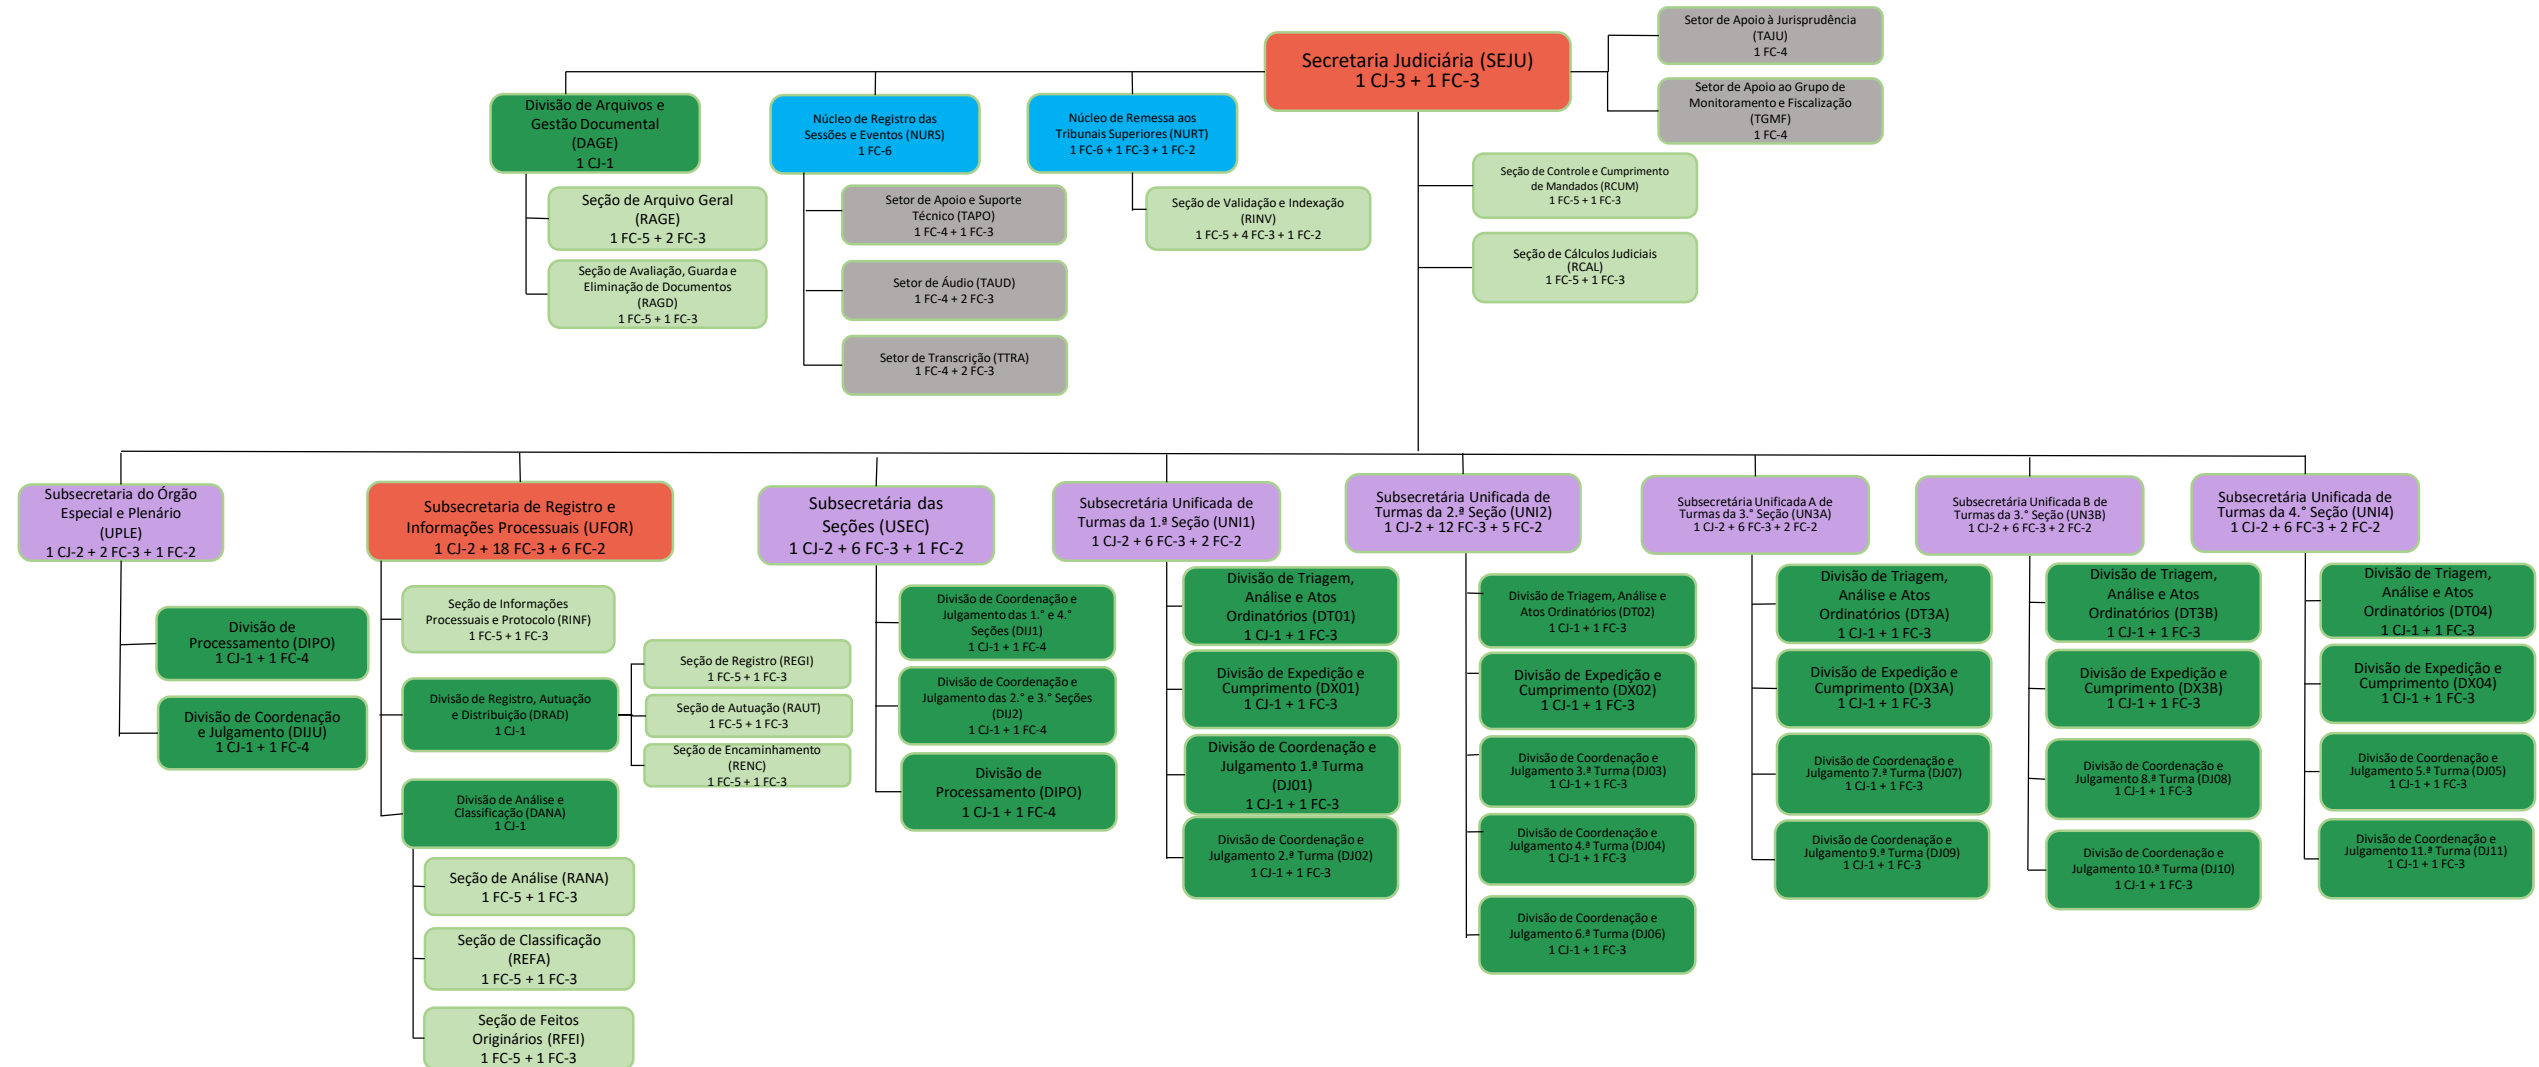 Secretaria Judiciária (SEJU)
1 CJ-3 + 1 FC-3
Setor de Apoio à Jurisprudência
(TAJU)
1 FC-4
Setor de Apoio ao Grupo de
Monitoramento e Fiscalização
(TGMF)
1 FC-4
Divisão de Arquivos e
Gestão Documental
(DAGE)
1 CJ-1
Núcleo de Registro das
Sessões e Eventos (NURS)
1 FC-6
Núcleo de Remessa aos
Tribunais Superiores (NURT)
1 FC-6 + 1 FC-3 + 1 FC-2
Seção de Arquivo Geral
(RAGE)
1 FC-5 + 2 FC-3
Seção de Avaliação, Guarda e
Eliminação de Documentos
(RAGD)
1 FC-5 + 1 FC-3
Setor de Apoio e Suporte
Técnico (TAPO)
1 FC-4 + 1 FC-3
Setor de Áudio (TAUD)
1 FC-4 + 2 FC-3
Setor de Transcrição (TTRA)
1 FC-4 + 2 FC-3
Seção de Validação e Indexação
(RINV)
1 FC-5 + 4 FC-3 + 1 FC-2
Seção de Controle e Cumprimento
de Mandados (RCUM)
1 FC-5 + 1 FC-3
Seção de Cálculos Judiciais
(RCAL)
1 FC-5 + 1 FC-3
Subsecretaria do Órgão
Especial e Plenário
(UPLE)
1 CJ-2 + 2 FC-3 + 1 FC-2
Divisão de
Processamento (DIPO)
1 CJ-1 + 1 FC-4
Divisão de Coordenação
e Julgamento (DIJU)
1 CJ-1 + 1 FC-4
Subsecretaria de Registro e
Informações Processuais (UFOR)
1 CJ-2 + 18 FC-3 + 6 FC-2
Seção de Informações
Processuais e Protocolo (RINF)
1 FC-5 + 1 FC-3
Divisão de Registro, Autuação
e Distribuição (DRAD)
1 CJ-1
Seção de Registro (REGI)
1 FC-5 + 1 FC-3
Seção de Autuação (RAUT)
1 FC-5 + 1 FC-3
Seção de Encaminhamento
(RENC)
1 FC-5 + 1 FC-3
Divisão de Análise e
Classificação (DANA)
1 CJ-1
Seção de Análise (RANA)
1 FC-5 + 1 FC-3
Seção de Classificação
(REFA)
1 FC-5 + 1 FC-3
Seção de Feitos
Originários (RFEI)
1 FC-5 + 1 FC-3
Subsecretária das
Seções (USEC)
1 CJ-2 + 6 FC-3 + 1 FC-2
Divisão de Coordenação e
Julgamento das 1.° e 4.°
Seções (DIJ1)
1 CJ-1 + 1 FC-4
Divisão de Coordenação e
Julgamento das 2.° e 3.° Seções
(DIJ2)
1 CJ-1 + 1 FC-4
Divisão de
Processamento (DIPO)
1 CJ-1 + 1 FC-4
Subsecretária Unificada de
Turmas da 1.ª Seção (UNI1)
1 CJ-2 + 6 FC-3 + 2 FC-2
Divisão de Triagem,
Análise e Atos
Ordinatórios (DT01)
1 CJ-1 + 1 FC-3
Divisão de Expedição e
Cumprimento (DX01)
1 CJ-1 + 1 FC-3
Divisão de Coordenação e
Julgamento 1.ª Turma
(DJ01)
1 CJ-1 + 1 FC-3
Divisão de Coordenação e
Julgamento 2.ª Turma (DJ02)
1 CJ-1 + 1 FC-3
Subsecretária Unificada de
Turmas da 2.ª Seção (UNI2)
1 CJ-2 + 12 FC-3 + 5 FC-2
Divisão de Triagem, Análise e
Atos Ordinatórios (DT02)
1 CJ-1 + 1 FC-3
Divisão de Expedição e
Cumprimento (DX02)
1 CJ-1 + 1 FC-3
Divisão de Coordenação e
Julgamento 3.ª Turma (DJ03)
1 CJ-1 + 1 FC-3
Divisão de Coordenação e
Julgamento 4.ª Turma (DJ04)
1 CJ-1 + 1 FC-3
Divisão de Coordenação e
Julgamento 6.ª Turma (DJ06)
1 CJ-1 + 1 FC-3
Subsecretária Unificada A de
Turmas da 3.° Seção (UN3A)
1 CJ-2 + 6 FC-3 + 2 FC-2
Divisão de Triagem,
Análise e Atos
Ordinatórios (DT3A)
1 CJ-1 + 1 FC-3
Divisão de Expedição e
Cumprimento (DX3A)
1 CJ-1 + 1 FC-3
Divisão de Coordenação e
Julgamento 7.ª Turma (DJ07)
1 CJ-1 + 1 FC-3
Divisão de Coordenação e
Julgamento 9.ª Turma (DJ09)
1 CJ-1 + 1 FC-3
Subsecretária Unificada B de
Turmas da 3.° Seção (UN3B)
1 CJ-2 + 6 FC-3 + 2 FC-2
Divisão de Triagem,
Análise e Atos
Ordinatórios (DT3B)
1 CJ-1 + 1 FC-3
Divisão de Expedição e
Cumprimento (DX3B)
1 CJ-1 + 1 FC-3
Divisão de Coordenação e
Julgamento 8.ª Turma (DJ08)
1 CJ-1 + 1 FC-3
Divisão de Coordenação e
Julgamento 10.ª Turma (DJ10)
1 CJ-1 + 1 FC-3
Subsecretária Unificada de
Turmas da 4.° Seção (UNI4)
1 CJ-2 + 6 FC-3 + 2 FC-2
Divisão de Triagem,
Análise e Atos
Ordinatórios (DT04)
1 CJ-1 + 1 FC-3
Divisão de Expedição e
Cumprimento (DX04)
1 CJ-1 + 1 FC-3
Divisão de Coordenação e
Julgamento 5.ª Turma (DJ05)
1 CJ-1 + 1 FC-3
Divisão de Coordenação e
Julgamento 11.ª Turma (DJ11)
1 CJ-1 + 1 FC-3